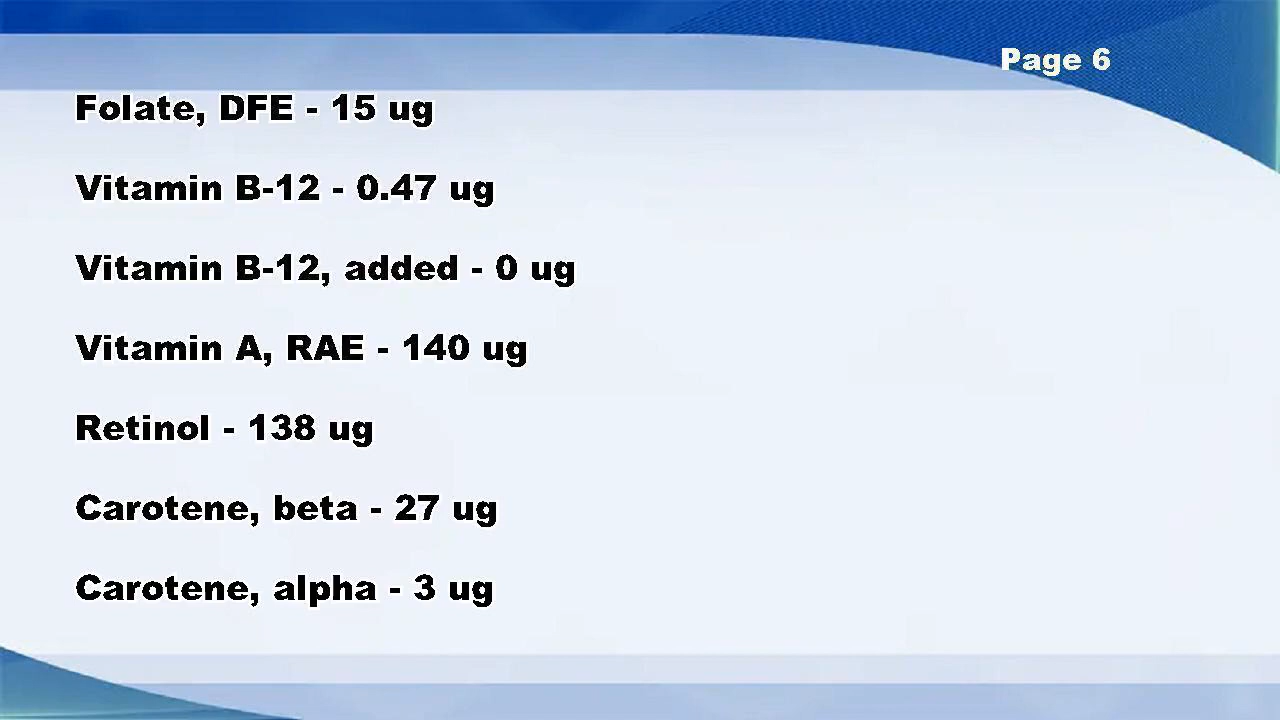 Page 6
Folate, DFE - 15 ug
Vitamin B-12 - 0.47 ug
Vitamin B-12, added - 0 ug
Vitamin A, RAE - 140 ug
Retinol - 138 ug
Carotene, beta - 27 ug
Carotene, alpha - 3 ug